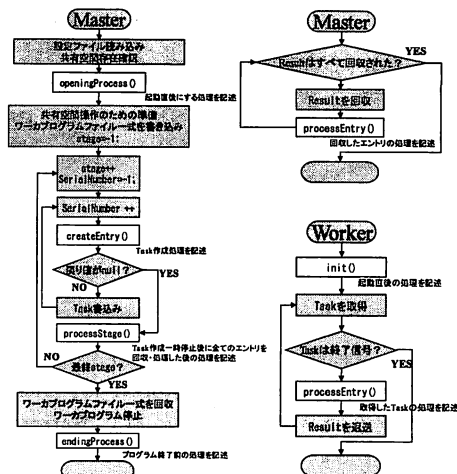 Master
設定ファイル読み込み
共有空間存在確認
openingProcess()
起動直後にする処理を記述
共有空間操作のための準備
ワーカプログラムファイル一式を書き込み
stage=-1;
stage++
SerialNumber=-1;
SerialNumber ++
createEntry()
Task作成処理を記述
戻り値がnull?
YES
NO
Task書込み
processStage()
Task作成一時停止後に全てのエントリを
回収・処理した後の処理を記述
NO
最終stage?
YES
ワーカプログラムファイル一式を回収
ワーカプログラム停止
endingProcess()
プログラム終了前の処理を記述
Master
YES
Resultはすべて回収された?
Resultを回収
processEntry()
回収したエントリの処理を記述
Worker
init()
起動直後の処理を記述
Taskを取得
Taskは終了信号?
YES
processEntry()
取得したTaskの処理を記述
Resultを返送